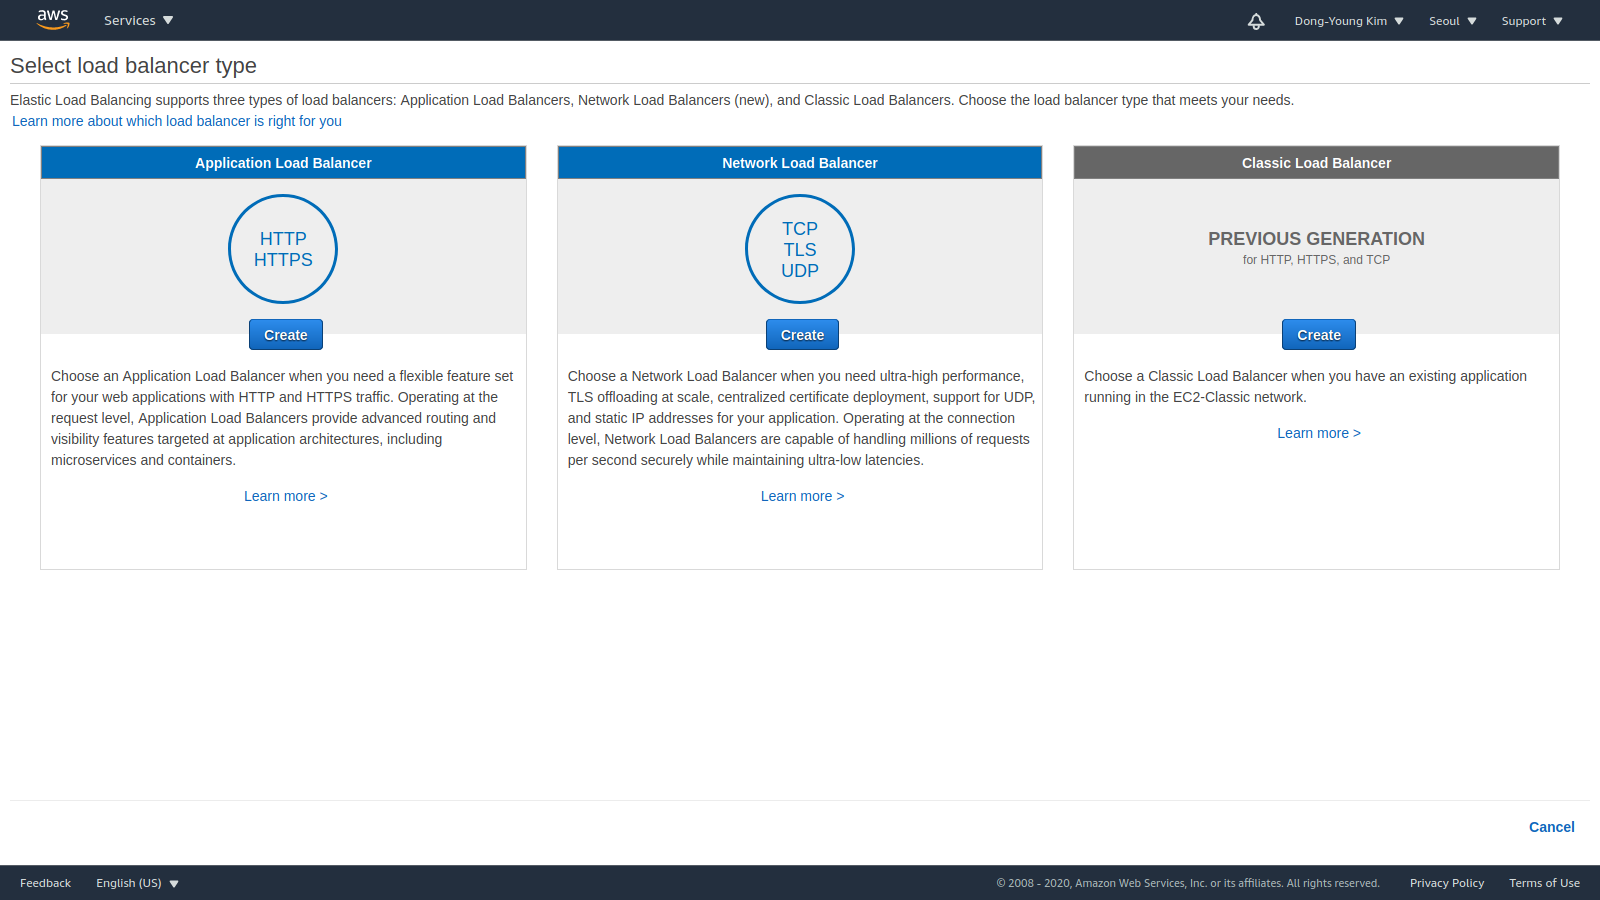 aws Services Dong-Young Kim Seoul Support
Select load balancer type
Elastic Load Balancing supports three types of load balancers: Application Load Balancers, Network Load Balancers (new), and Classic Load Balancers. Choose the load balancer type that meets your needs.
Learn more about which load balancer is right for you
Application Load Balancer
HTTP
HTTPS
Create
Choose an Application Load Balancer when you need a flexible feature set
for your web applications with HTTP and HTTPS traffic. Operating at the
request level, Application Load Balancers provide advanced routing and
visibility features targeted at application architectures, including
microservices and containers.
Learn more >
Network Load Balancer
TCP
TLS
UDP
Create
Choose a Network Load Balancer when you need ultra-high performance,
TLS offloading at scale, centralized certificate deployment, support for UDP,
and static IP addresses for your application. Operating at the connection
level, Network Load Balancers are capable of handling millions of requests
per second securely while maintaining ultra-low latencies.
Learn more >
Classic Load Balancer
PREVIOUS GENERATION
for HTTP, HTTPS, and TCP
Create
Choose a Classic Load Balancer when you have an existing application
running in the EC2-Classic network.
Learn more >
Cancel
Feedback English (US) © 2008 - 2020, Amazon Web Services, Inc. or its affiliates. All rights reserved. Privacy Policy Terms of Use